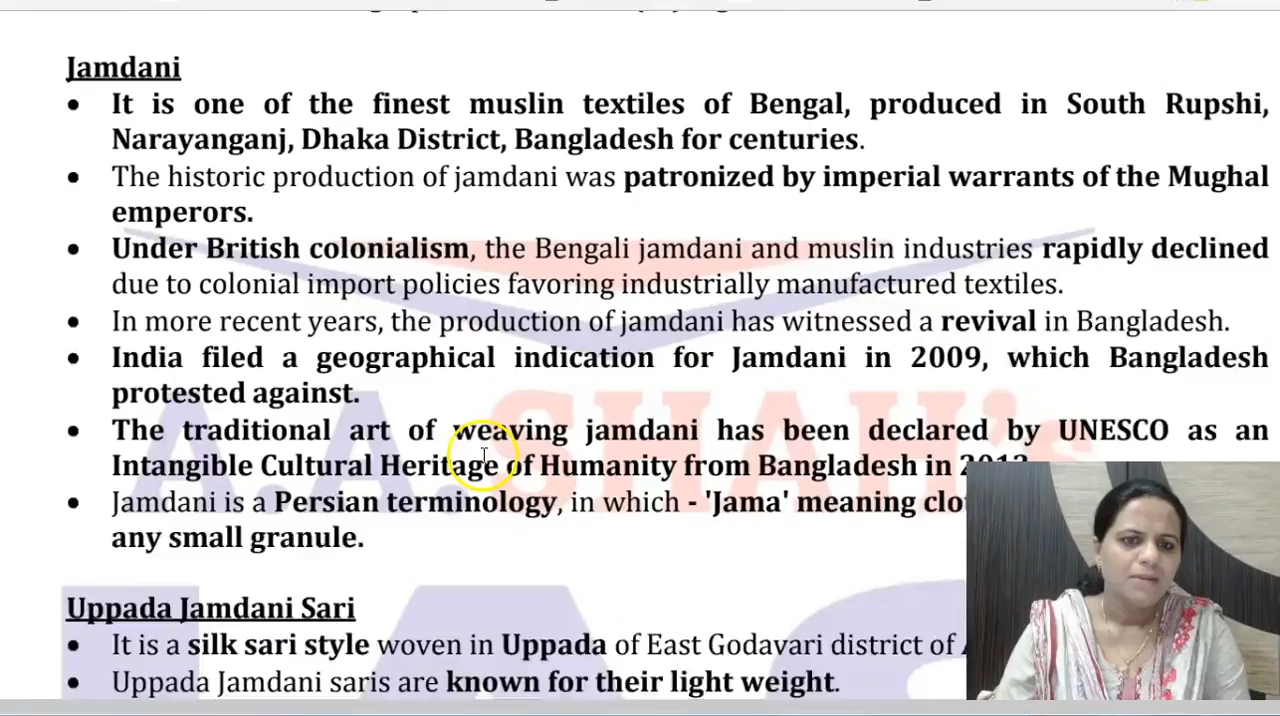 Jamdani
• It is one of the finest muslin textiles of Bengal, produced in South Rupshi,
Narayanganj, Dhaka District, Bangladesh for centuries.
• The historic production of jamdani was patronized by imperial warrants of the Mughal
emperors.
• Under British colonialism, the Bengali jamdani and muslin industries rapidly declined
due to colonial import policies favoring industrially manufactured textiles.
• In more recent years, the production of jamdani has witnessed a revival in Bangladesh.
• India filed a geographical indication for Jamdani in 2009, which Bangladesh
protested against.
• The traditional art of weaving jamdani has been declared by UNESCO as an
Intangible Cultural Heritage of Humanity from Bangladesh in
• Jamdani is a Persian terminology, in which - 'Jama' meaning
any small granule.
Uppada Jamdani Sari
• It is a silk sari style woven in Uppada of East Godavari district of
• Uppada Jamdani saris are known for their light weight.
A.A.SHAH's
IAS